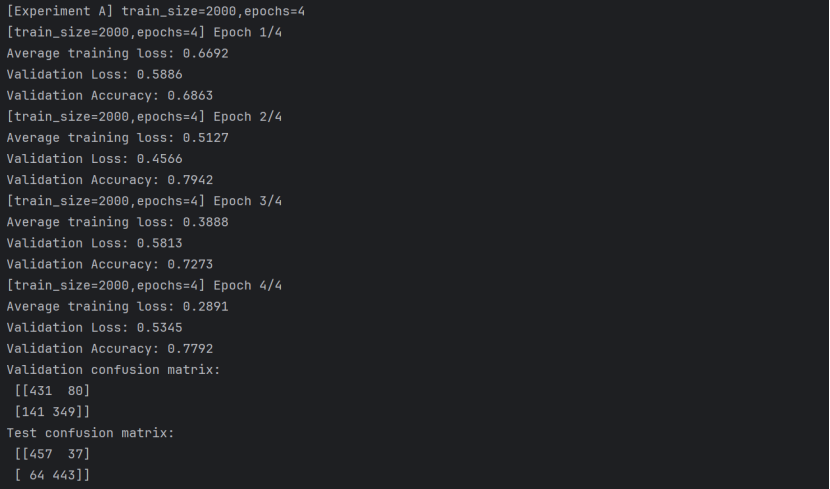 [Experiment A] train_size=2000,epochs=4
[train_size=2000,epochs=4] Epoch 1/4
Average training loss: 0.6692
Validation Loss: 0.5886
Validation Accuracy: 0.6863
[train_size=2000,epochs=4] Epoch 2/4
Average training loss: 0.5127
Validation Loss: 0.4566
Validation Accuracy: 0.7942
[train_size=2000,epochs=4] Epoch 3/4
Average training loss: 0.3888
Validation Loss: 0.5813
Validation Accuracy: 0.7273
[train_size=2000,epochs=4] Epoch 4/4
Average training loss: 0.2891
Validation Loss: 0.5345
Validation Accuracy: 0.7792
Validation confusion matrix:
 [[431  80]
 [141 349]]
Test confusion matrix:
 [[457  37]
 [ 64 443]]